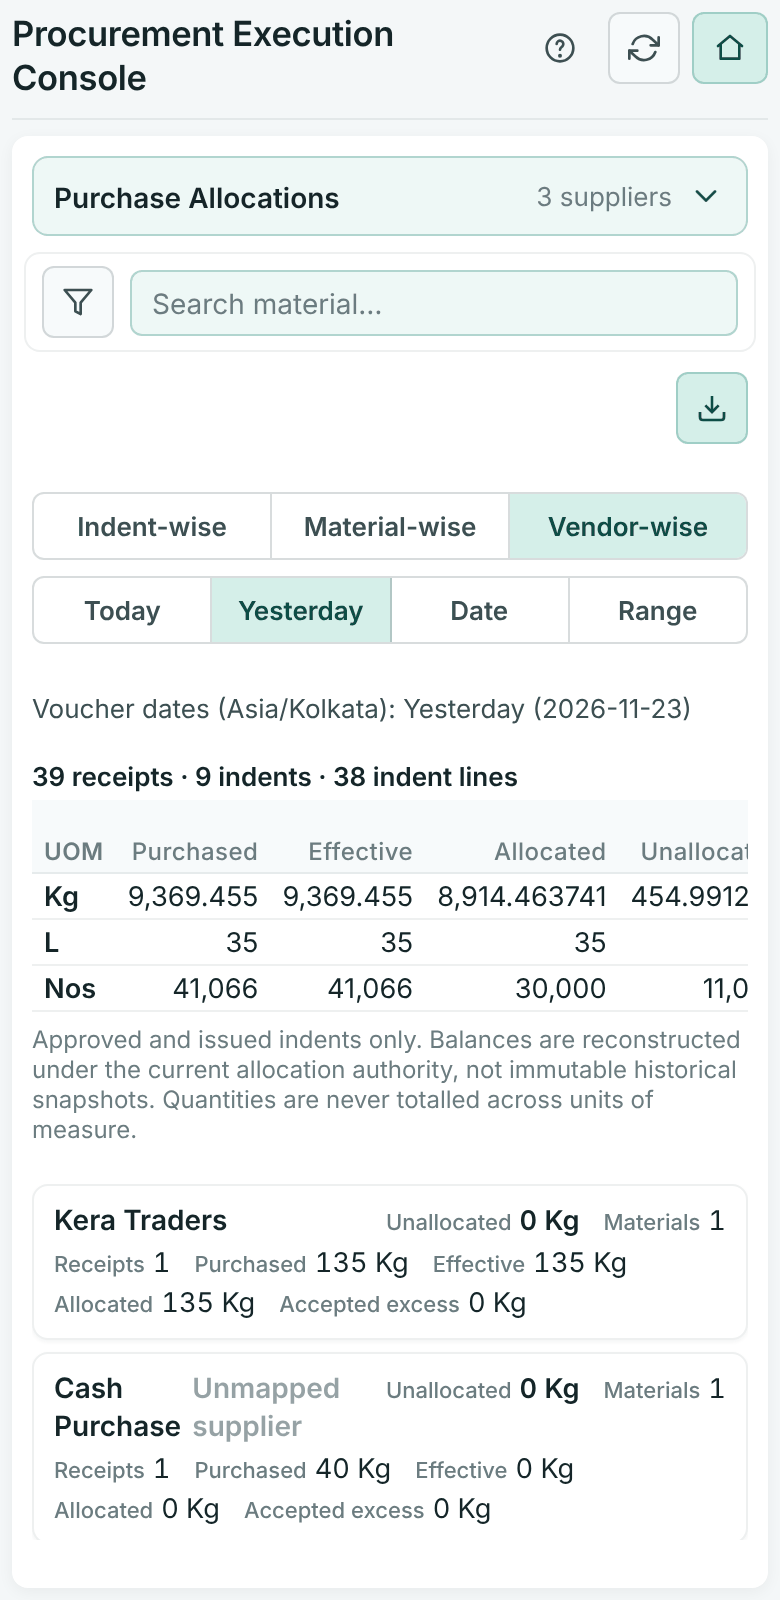 Procurement Execution
Console
Purchase Allocations 3 suppliers
Search material...
Indent-wise Material-wise Vendor-wise
Today Yesterday Date Range
Voucher dates (Asia/Kolkata): Yesterday (2026-11-23)
39 receipts · 9 indents · 38 indent lines
UOM Purchased Effective Allocated Unallocat
Kg 9,369.455 9,369.455 8,914.463741 454.9912
L 35 35 35
Nos 41,066 41,066 30,000 11,0
Approved and issued indents only. Balances are reconstructed
under the current allocation authority, not immutable historical
snapshots. Quantities are never totalled across units of
measure.
Kera Traders Unallocated 0 Kg Materials 1
Receipts 1 Purchased 135 Kg Effective 135 Kg
Allocated 135 Kg Accepted excess 0 Kg
Cash Unmapped Unallocated 0 Kg Materials 1
Purchase supplier
Receipts 1 Purchased 40 Kg Effective 0 Kg
Allocated 0 Kg Accepted excess 0 Kg